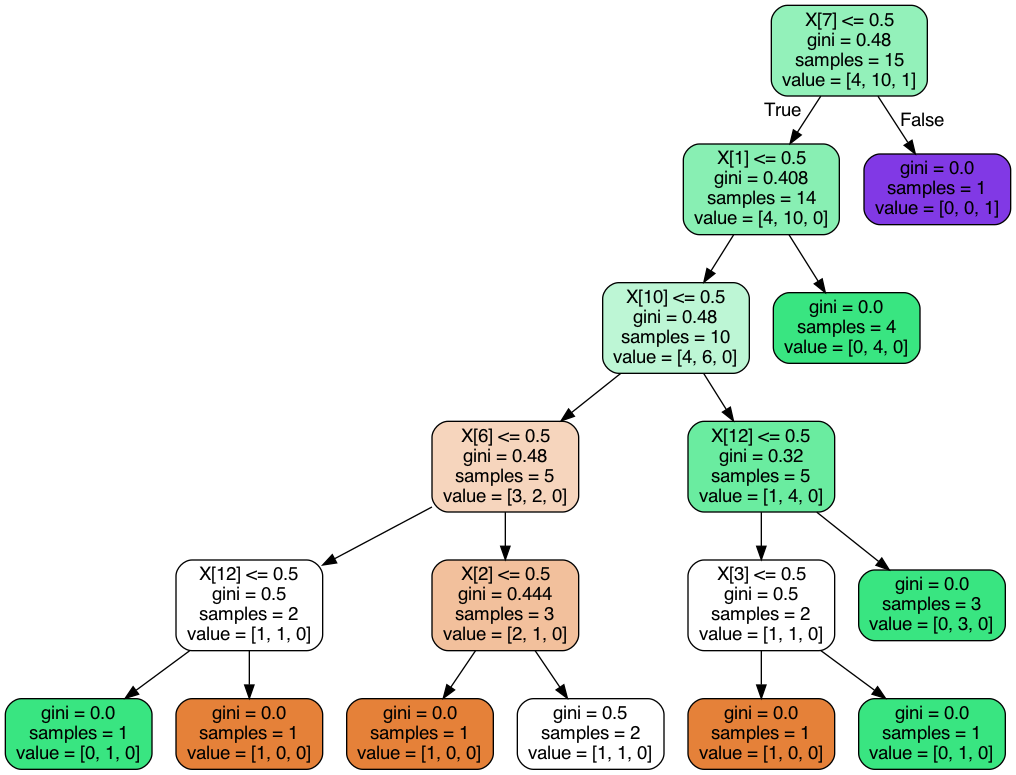 X[7] <= 0.5
gini = 0.48
samples = 15
value = [4, 10, 1]
True
False
X[1] <= 0.5
gini = 0.408
samples = 14
value = [4, 10, 0]
gini = 0.0
samples = 1
value = [0, 0, 1]
X[10] <= 0.5
gini = 0.48
samples = 10
value = [4, 6, 0]
gini = 0.0
samples = 4
value = [0, 4, 0]
X[6] <= 0.5
gini = 0.48
samples = 5
value = [3, 2, 0]
X[12] <= 0.5
gini = 0.32
samples = 5
value = [1, 4, 0]
X[12] <= 0.5
gini = 0.5
samples = 2
value = [1, 1, 0]
X[2] <= 0.5
gini = 0.444
samples = 3
value = [2, 1, 0]
X[3] <= 0.5
gini = 0.5
samples = 2
value = [1, 1, 0]
gini = 0.0
samples = 3
value = [0, 3, 0]
gini = 0.0
samples = 1
value = [0, 1, 0]
gini = 0.0
samples = 1
value = [1, 0, 0]
gini = 0.0
samples = 1
value = [1, 0, 0]
gini = 0.5
samples = 2
value = [1, 1, 0]
gini = 0.0
samples = 1
value = [1, 0, 0]
gini = 0.0
samples = 1
value = [0, 1, 0]